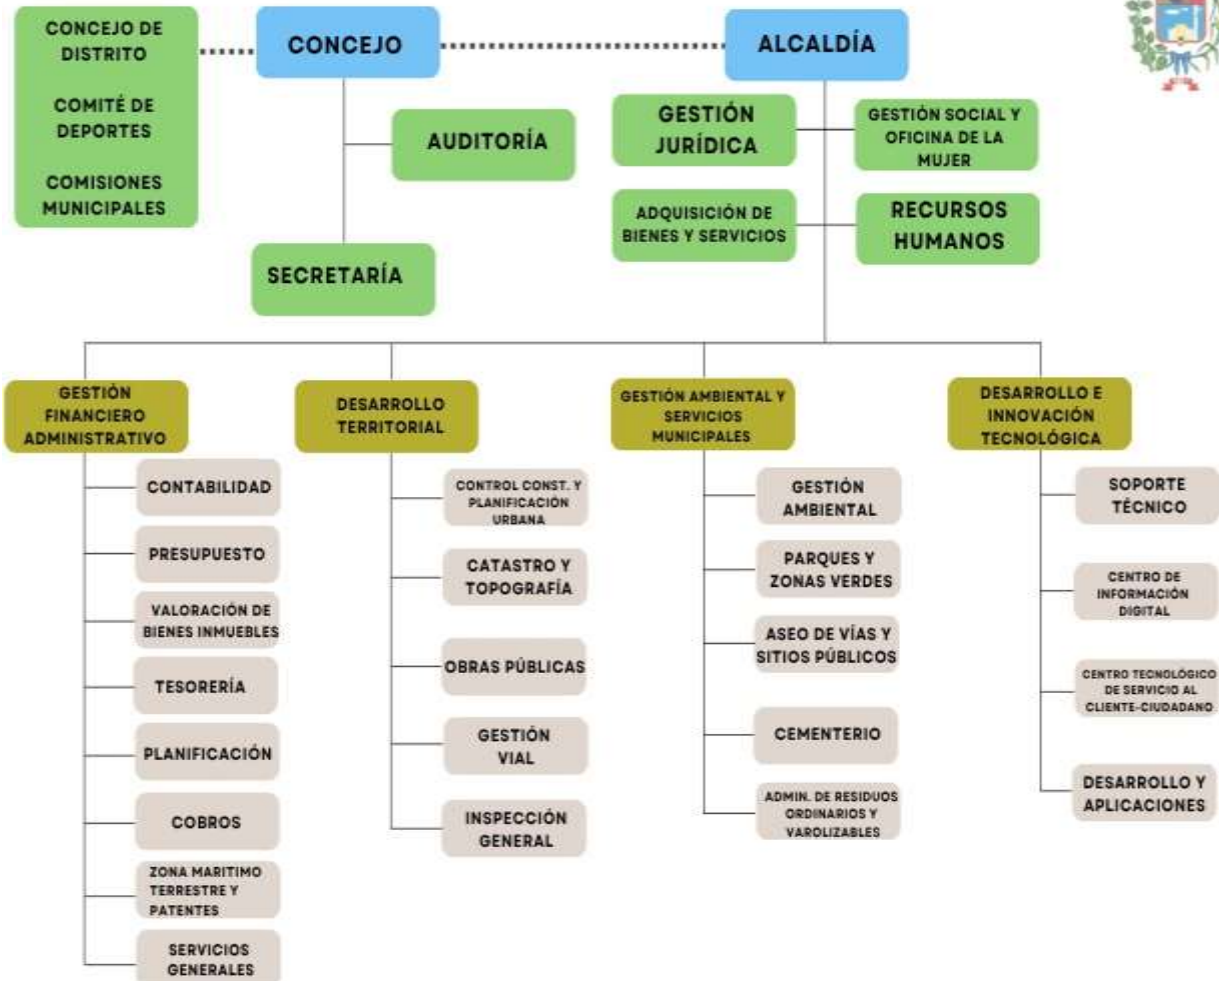 CONCEJO DE
DISTRITO
COMITÉ DE
DEPORTES
COMISIONES
MUNICIPALES
CONCEJO
ALCALDÍA
AUDITORÍA
SECRETARÍA
GESTIÓN
JURÍDICA
GESTIÓN SOCIAL Y
OFICINA DE LA
MUJER
ADQUISICIÓN DE
BIENES Y SERVICIOS
RECURSOS
HUMANOS
GESTIÓN
FINANCIERO
ADMINISTRATIVO
CONTABILIDAD
PRESUPUESTO
VALORACIÓN DE
BIENES INMUEBLES
TESORERÍA
PLANIFICACIÓN
COBROS
ZONA MARITIMO
TERRESTRE Y
PATENTES
SERVICIOS
GENERALES
DESARROLLO
TERRITORIAL
CONTROL CONST. Y
PLANIFICACIÓN
URBANA
CATASTRO Y
TOPOGRAFÍA
OBRAS PÚBLICAS
GESTIÓN
VIAL
INSPECCIÓN
GENERAL
GESTIÓN AMBIENTAL Y
SERVICIOS
MUNICIPALES
GESTIÓN
AMBIENTAL
PARQUES Y
ZONAS VERDES
ASEO DE VÍAS Y
SITIOS PÚBLICOS
CEMENTERIO
ADMIN. DE RESIDUOS
ORDINARIOS Y
VAROLIZABLES
DESARROLLO E
INNOVACIÓN
TECNOLÓGICA
SOPORTE
TÉCNICO
CENTRO DE
INFORMACIÓN
DIGITAL
CENTRO TECNOLÓGICO
DE SERVICIO AL
CLIENTE-CIUDADANO
DESARROLLO Y
APLICACIONES